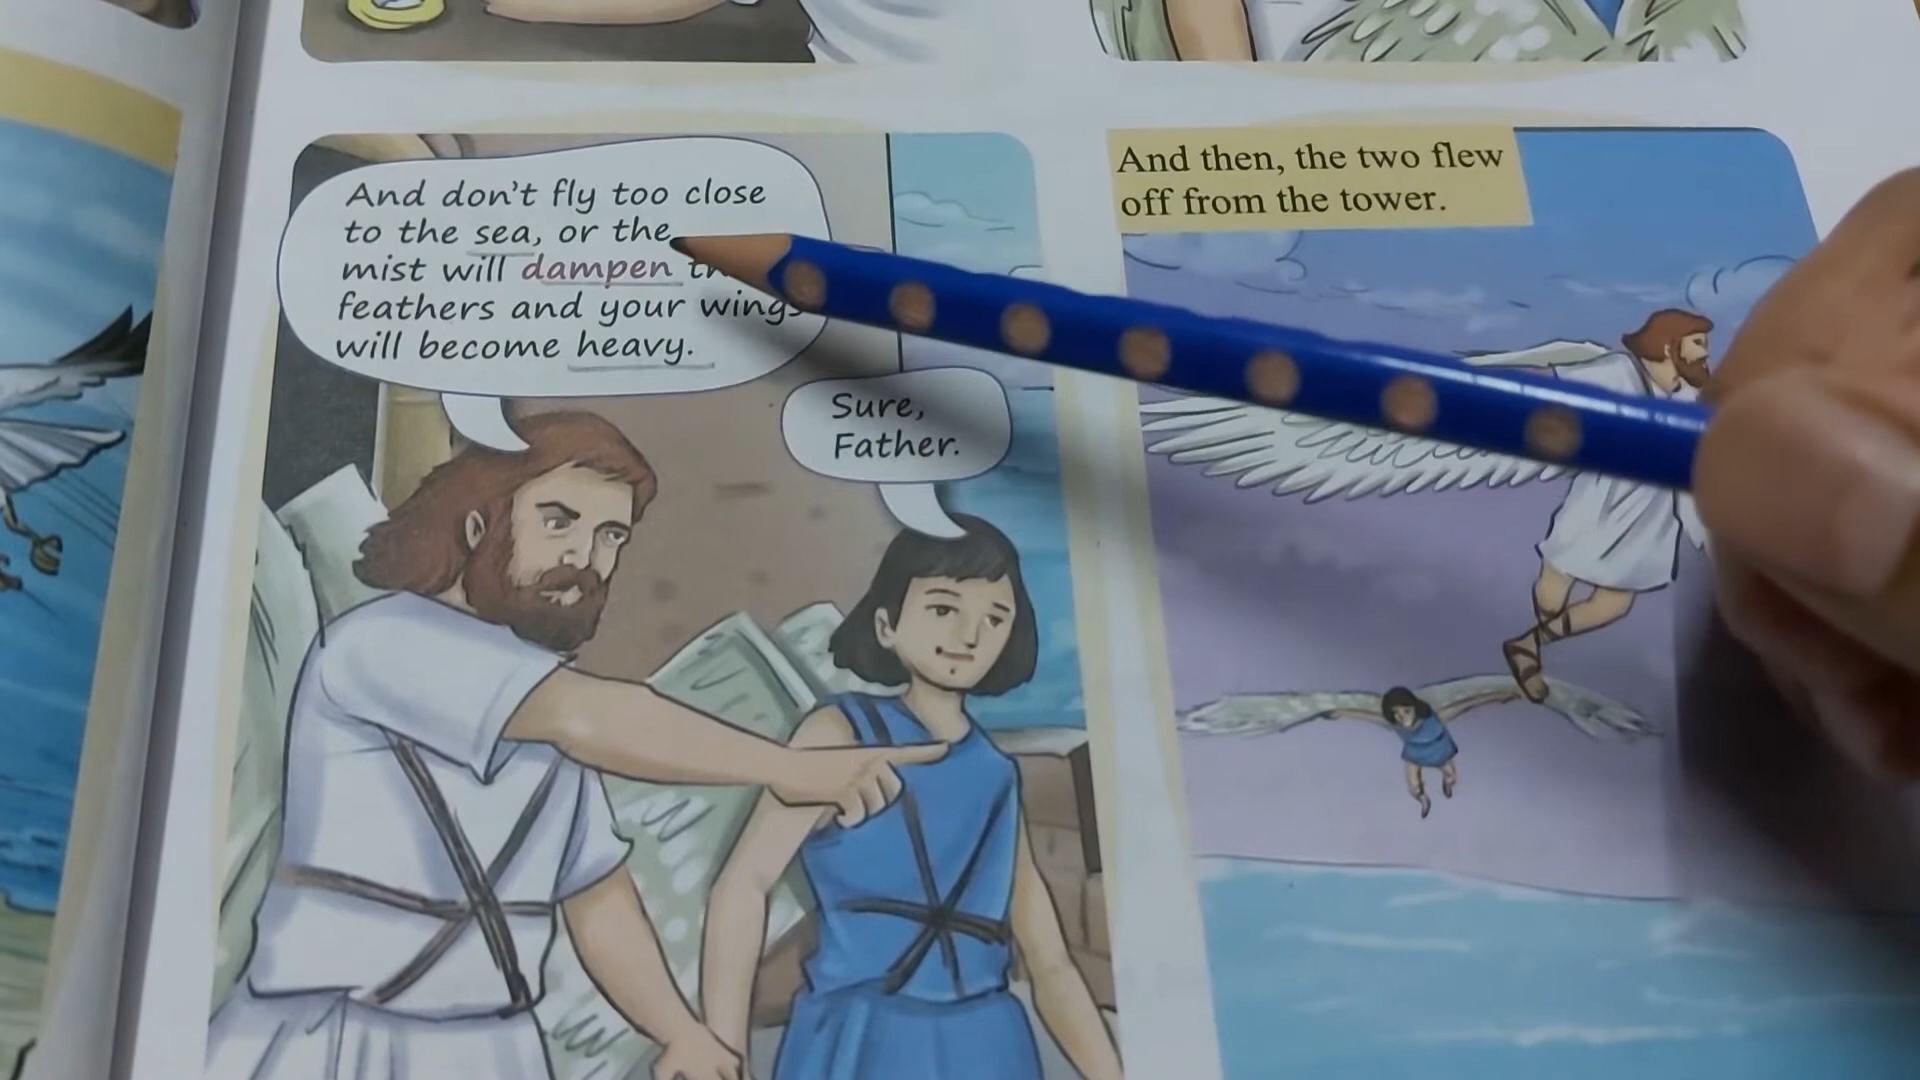 And don't fly too close
to the sea, or the
mist will dampen
feathers and your wings
will become heavy.
Sure,
Father.
And then, the two flew
off from the tower.